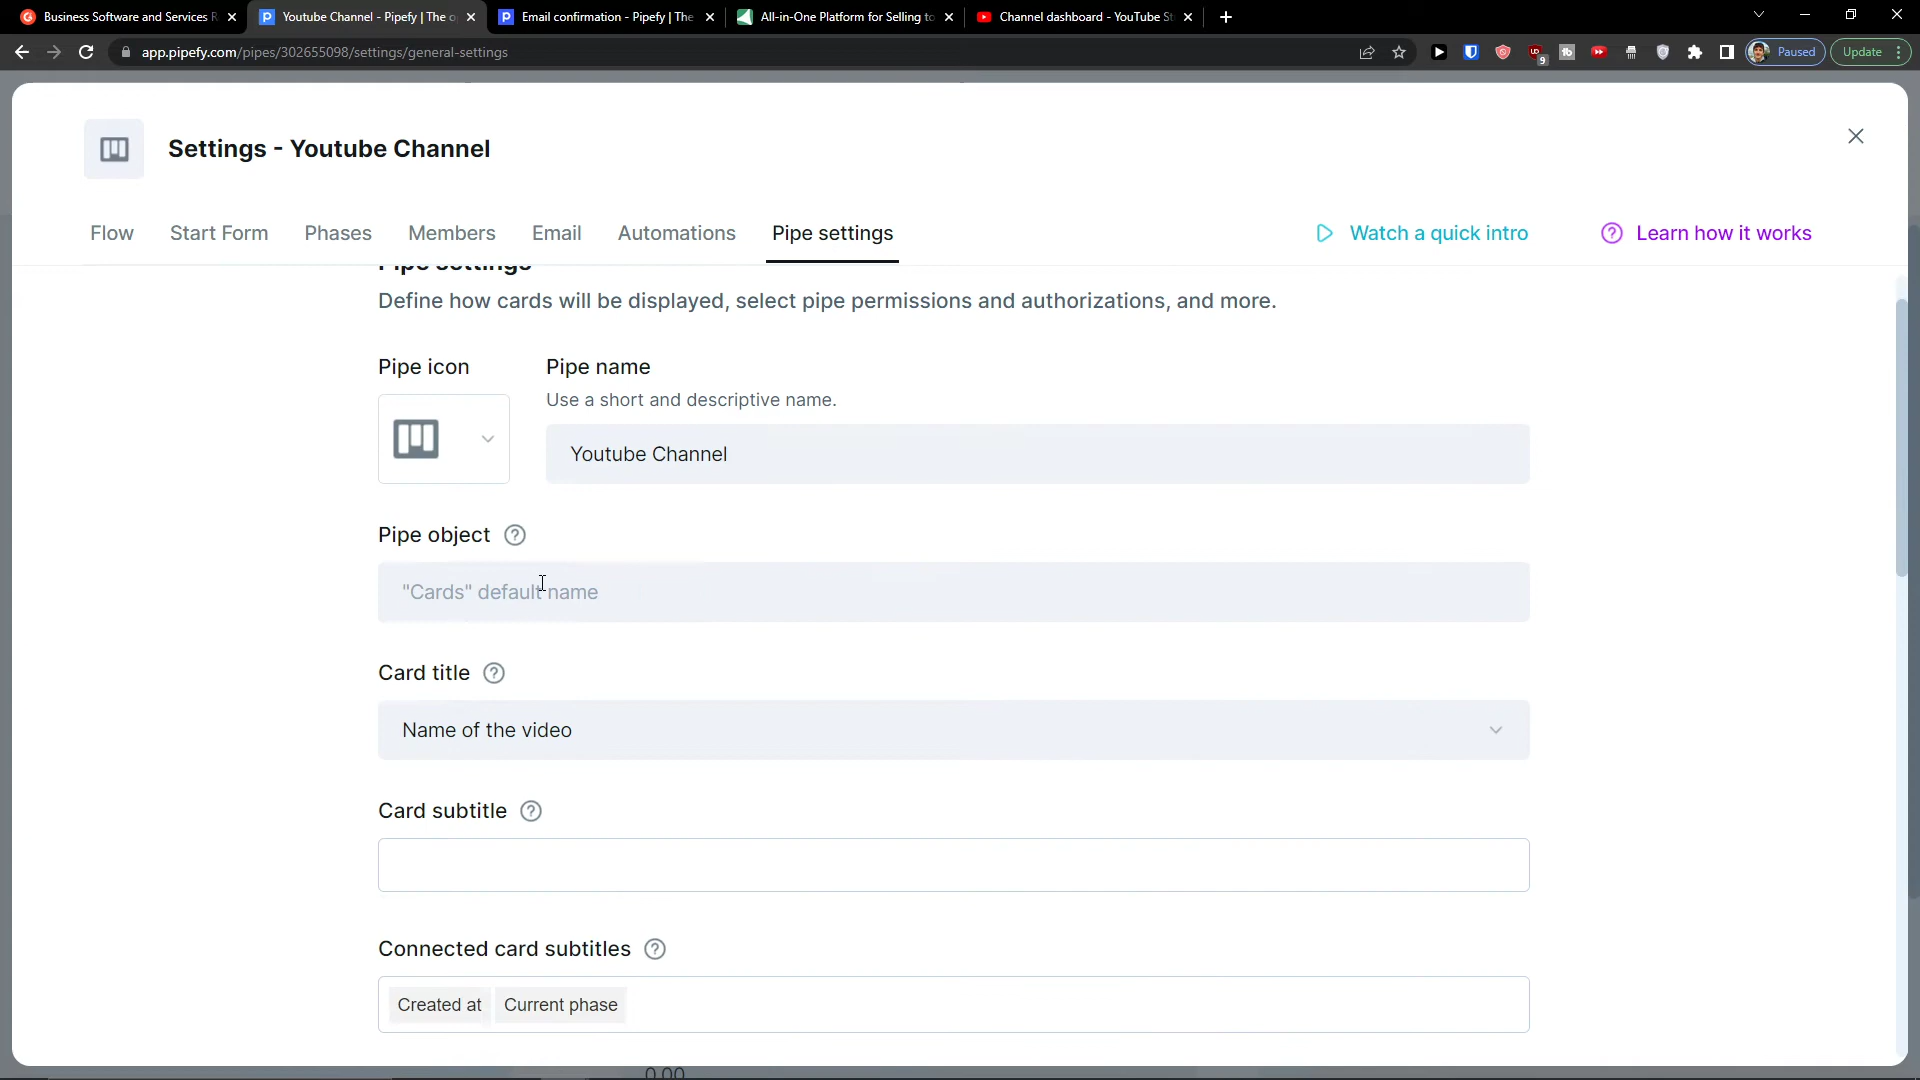 Business Software and Services R
Youtube Channel - Pipefy | The o
Email confirmation - Pipefy | The
All-in-One Platform for Selling to
Channel dashboard - YouTube St
app.pipefy.com/pipes/302655098/settings/general-settings
9
Paused
Update
Settings - Youtube Channel
Flow
Start Form
Phases
Members
Email
Automations
Pipe settings
Watch a quick intro
Learn how it works
Pipe settings
Define how cards will be displayed, select pipe permissions and authorizations, and more.
Pipe icon
Pipe name
Use a short and descriptive name.
Youtube Channel
Pipe object
"Cards" default name
Card title
Name of the video
Card subtitle
Connected card subtitles
Created at
Current phase
0.00